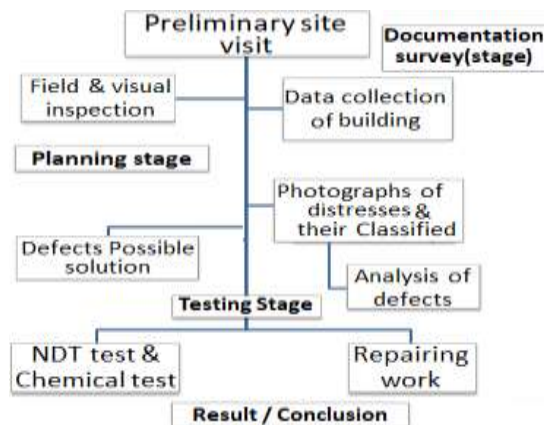 Preliminary site
visit
Documentation
survey(stage)
Field & visual
inspection
Data collection
of building
Planning stage
Photographs of
distresses &
their Classified
Defects Possible
solution
Analysis of
defects
Testing Stage
NDT test &
Chemical test
Repairing
work
Result / Conclusion